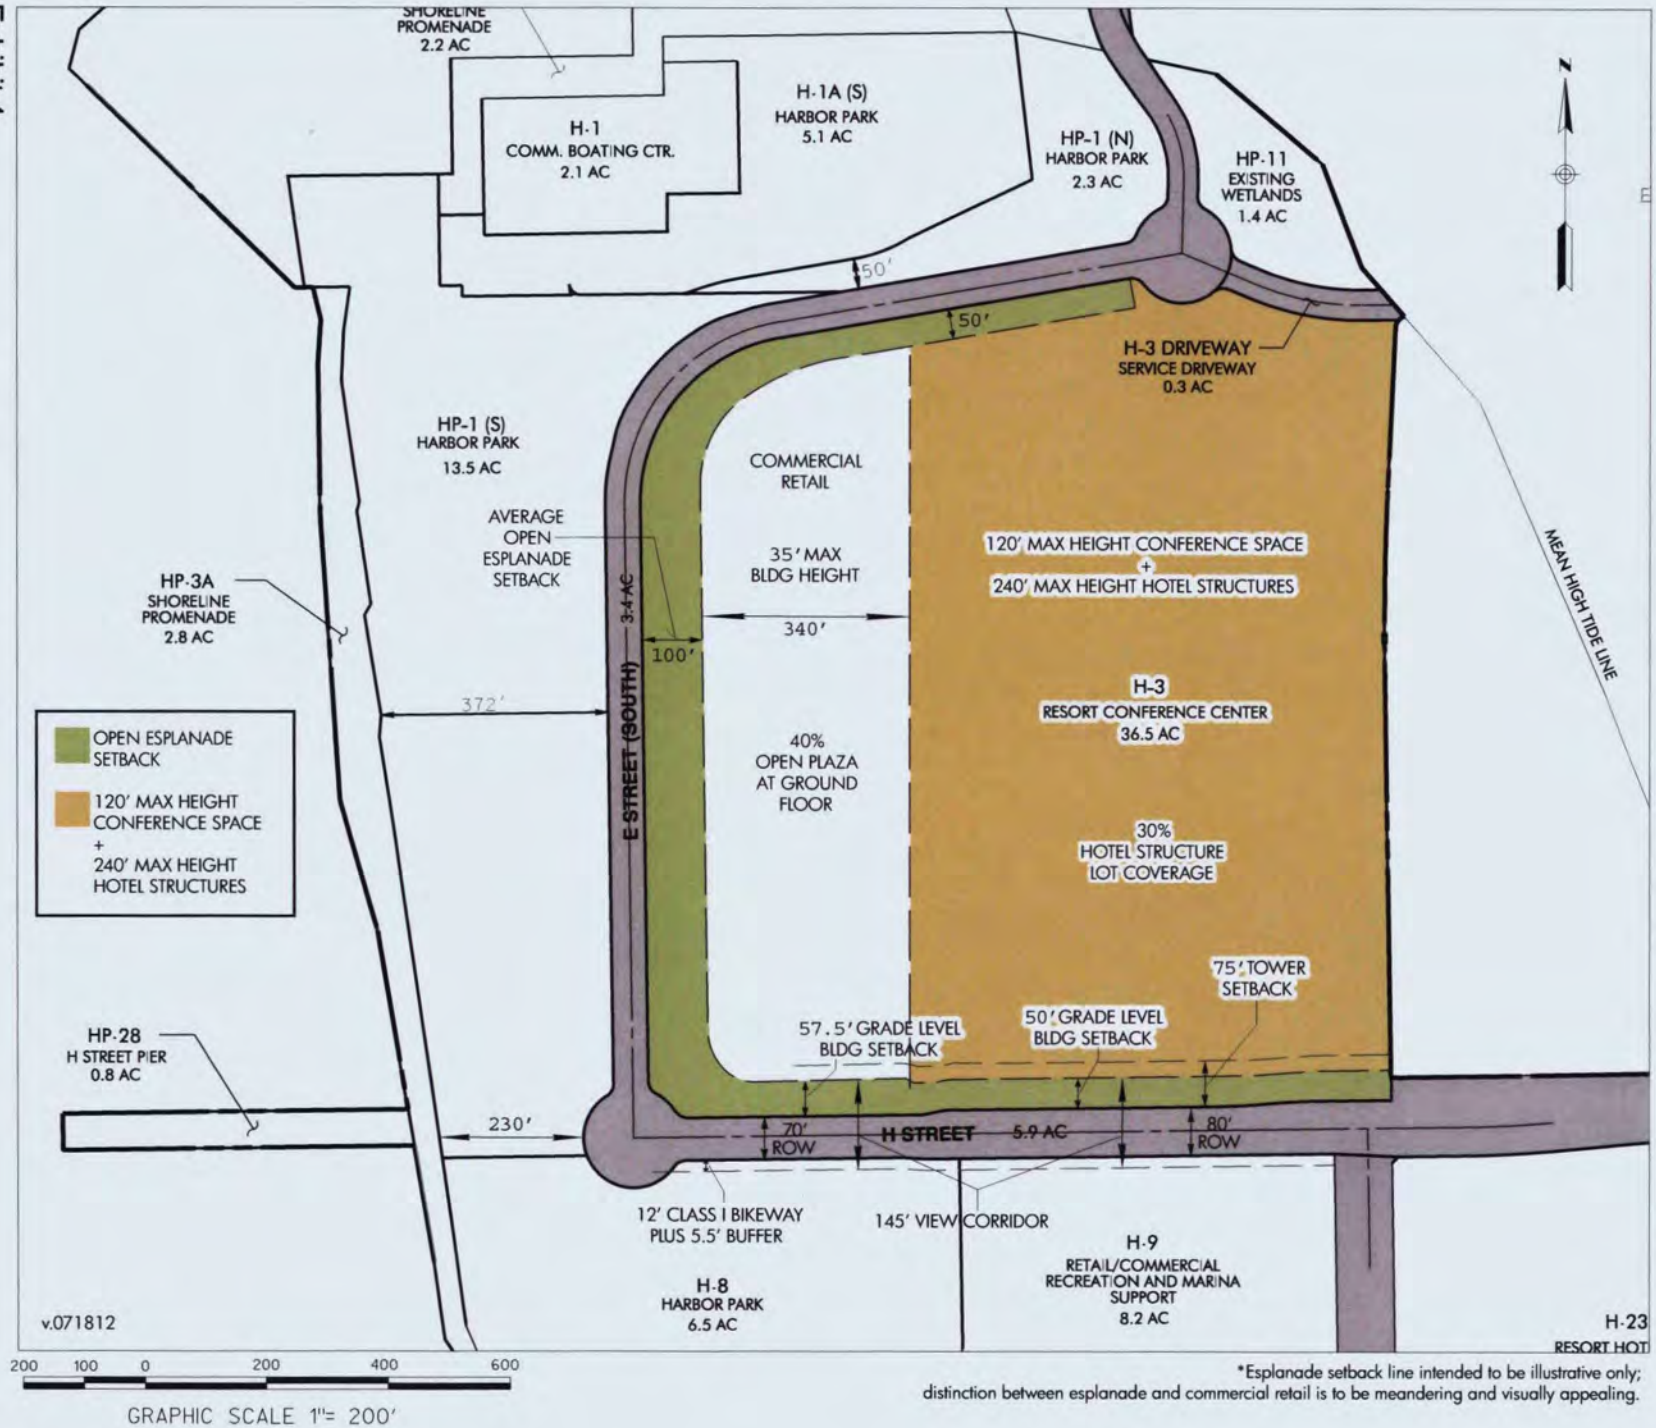 SHORELINE
PROMENADE
2.2 AC
H-1
COMM. BOATING CTR.
2.1 AC
H-1A (S)
HARBOR PARK
5.1 AC
HP-1 (N)
HARBOR PARK
2.3 AC
HP-11
EXISTING
WETLANDS
1.4 AC
N
50'
50'
H-3 DRIVEWAY
SERVICE DRIVEWAY
0.3 AC
HP-1 (S)
HARBOR PARK
13.5 AC
COMMERCIAL
RETAIL
AVERAGE
OPEN
ESPLANADE
SETBACK
35' MAX
BLDG HEIGHT
340'
120' MAX HEIGHT CONFERENCE SPACE
+
240' MAX HEIGHT HOTEL STRUCTURES
MEAN HIGH TIDE LINE
HP-3A
SHORELINE
PROMENADE
2.8 AC
E STREET (SOUTH)
3.4 AC
100'
372'
H-3
RESORT CONFERENCE CENTER
36.5 AC
OPEN ESPLANADE
SETBACK
120' MAX HEIGHT
CONFERENCE SPACE
+
240' MAX HEIGHT
HOTEL STRUCTURES
40%
OPEN PLAZA
AT GROUND
FLOOR
30%
HOTEL STRUCTURE
LOT COVERAGE
75' TOWER
SETBACK
57.5' GRADE LEVEL
BLDG SETBACK
50' GRADE LEVEL
BLDG SETBACK
HP-28
H STREET PIER
0.8 AC
230'
70'
ROW
H STREET
5.9 AC
80'
ROW
12' CLASS I BIKEWAY
PLUS 5.5' BUFFER
145' VIEW CORRIDOR
H-8
HARBOR PARK
6.5 AC
H-9
RETAIL/COMMERCIAL
RECREATION AND MARINA
SUPPORT
8.2 AC
H-23
RESORT HOT
v.071812
200 100 0 200 400 600
GRAPHIC SCALE 1"= 200'
*Esplanade setback line intended to be illustrative only;
distinction between esplanade and commercial retail is to be meandering and visually appealing.